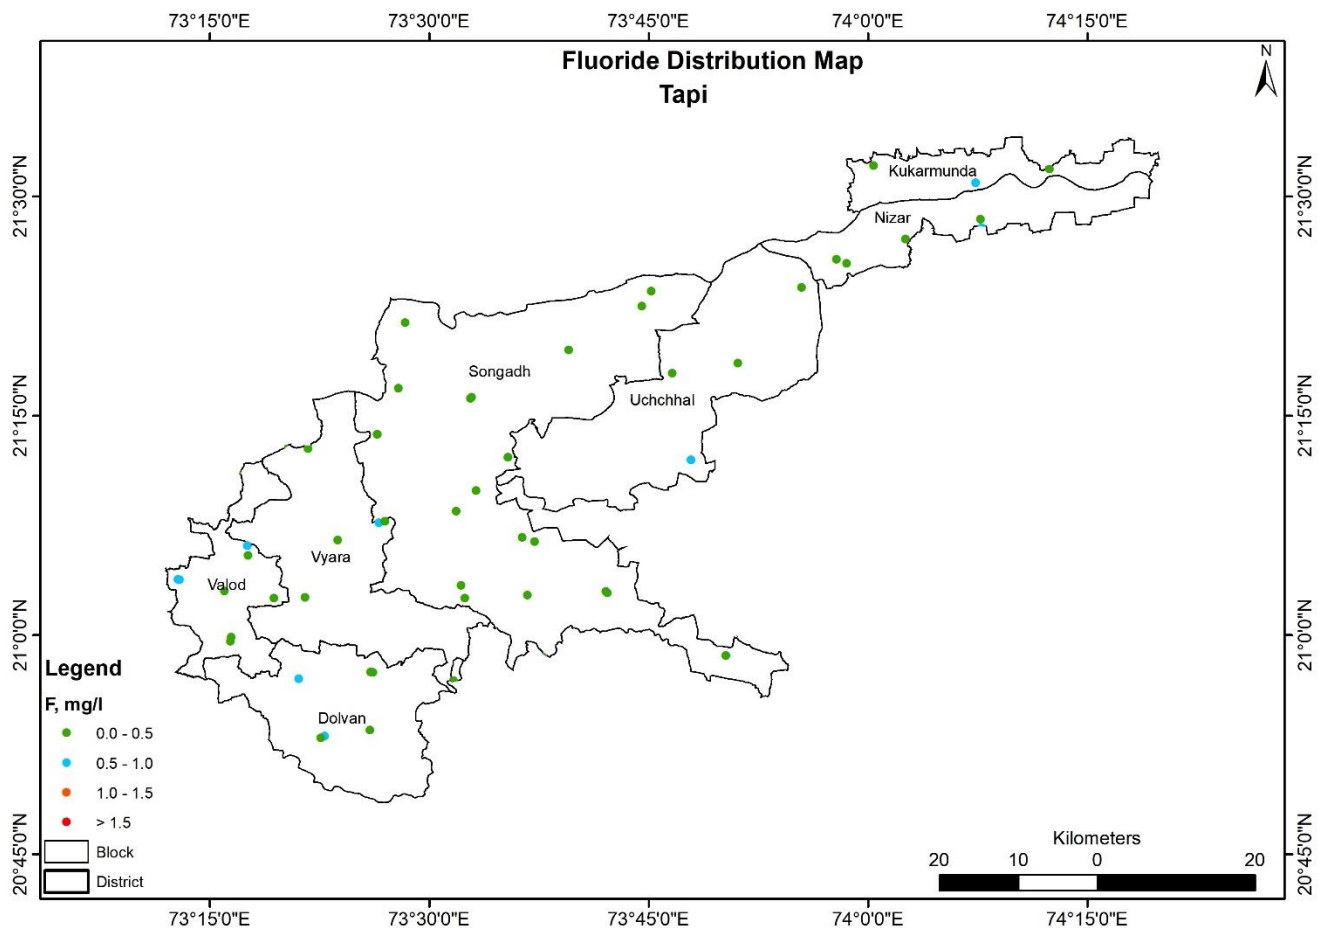 73°15'0"E 73°30'0"E 73°45'0"E 74°0'0"E 74°15'0"E
Fluoride Distribution Map
Tapi
N
21°30'0"N 21°30'0"N
Kukarmunda
Nizar
Songadh
Uchchhal
21°15'0"N 21°15'0"N
Vyara
Valod
21°0'0"N 21°0'0"N
Dolvan
Legend
F, mg/l
0.0 - 0.5
0.5 - 1.0
1.0 - 1.5
> 1.5
Block
District
Kilometers
20 10 0 20
20°45'0"N 20°45'0"N
73°15'0"E 73°30'0"E 73°45'0"E 74°0'0"E 74°15'0"E